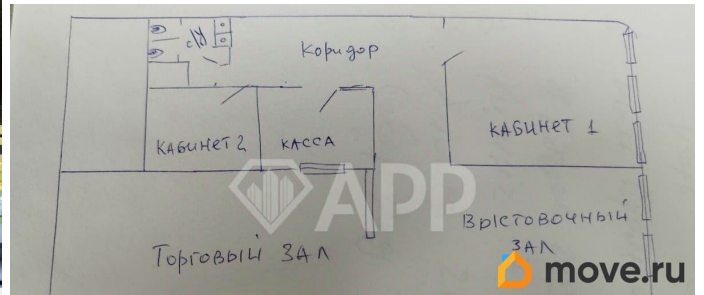 с/у
Коридор
КАБИНЕТ 1
КАБИНЕТ 2
КАССА
APP
ВЫСТОВОЧНЫЙ
ЗАЛ
Торговый ЗАЛ
move.ru